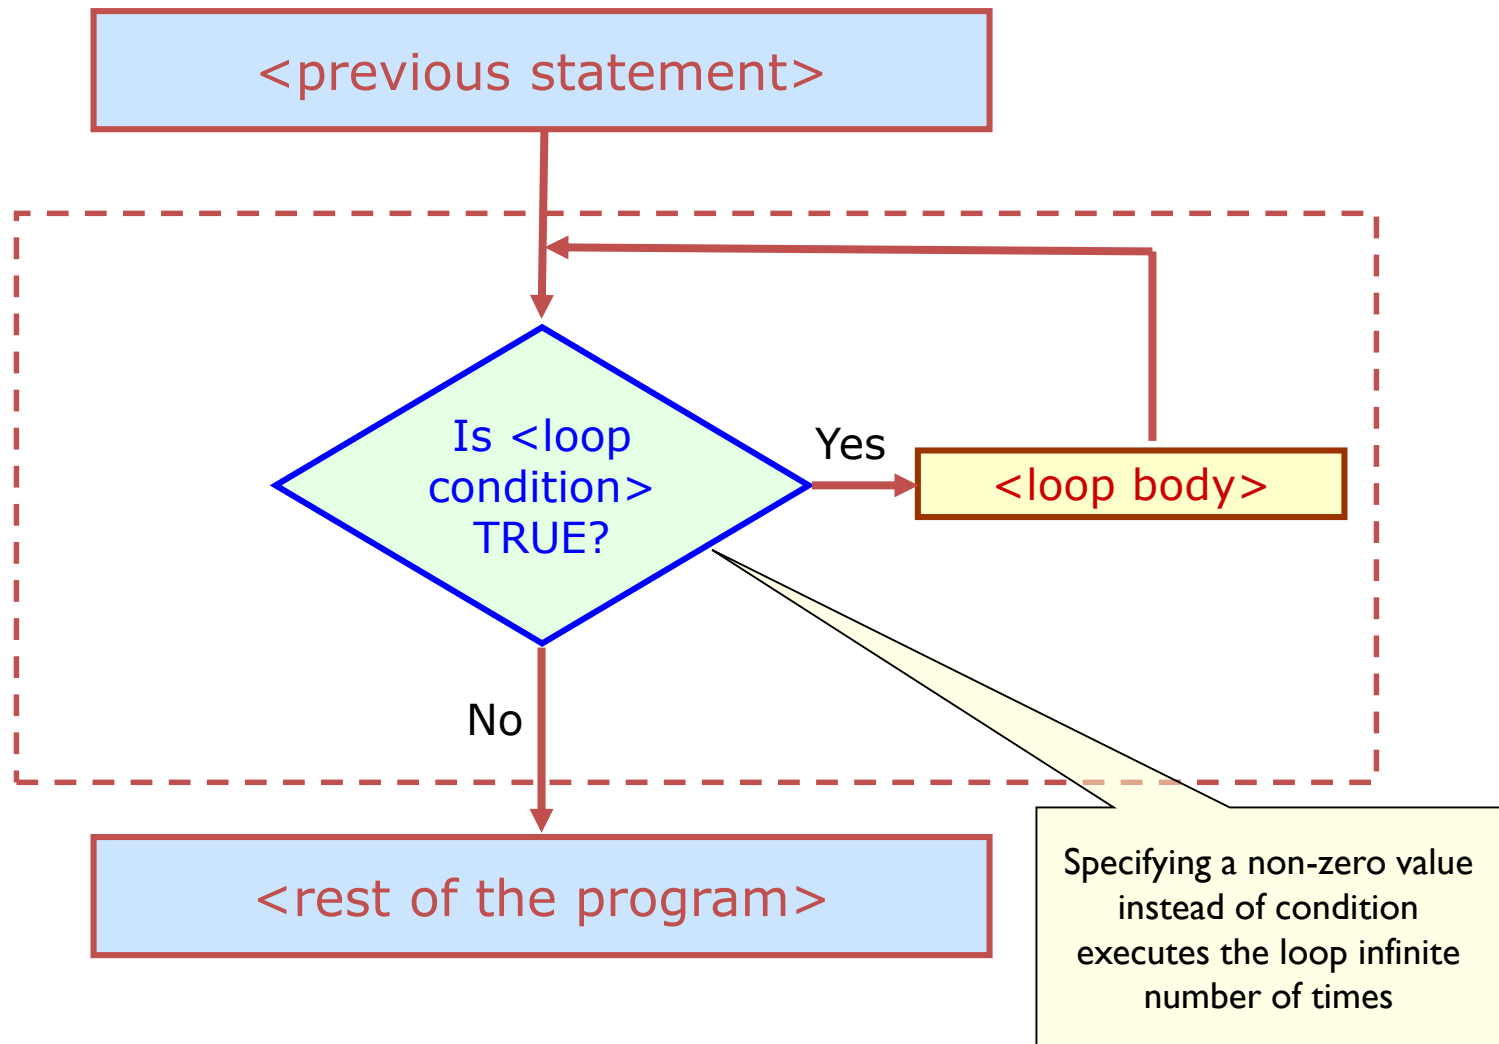 <previous statement>
Is <loop
condition>
TRUE?
Yes
<loop body>
No
<rest of the program>
Specifying a non-zero value
instead of condition
executes the loop infinite
number of times